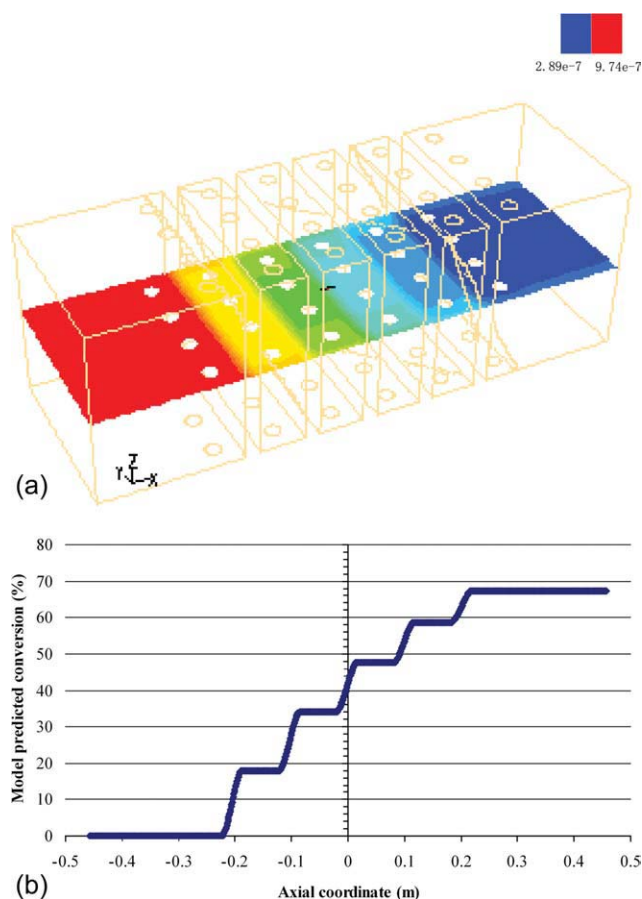 2.89e-7 9.74e-7
Z
Y X
(a)
80
70
60
50
40
30
20
10
0
-0.5 -0.4 -0.3 -0.2 -0.1 0 0.1 0.2 0.3 0.4 0.5
Model predicted conversion (%)
Axial coordinate (m)
(b)